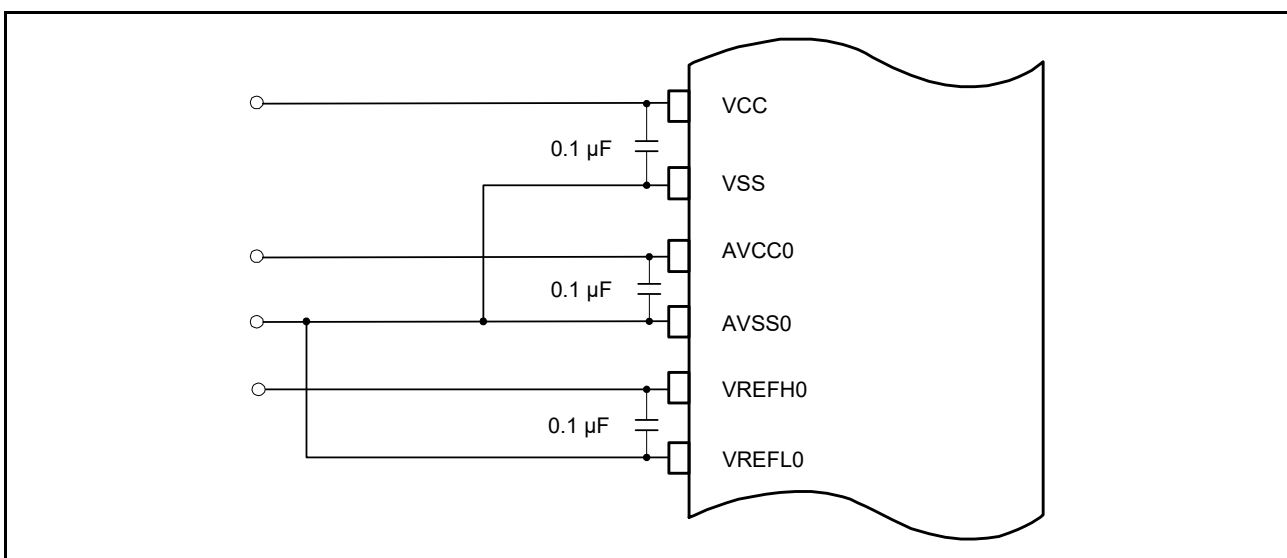 VCC
0.1 µF
VSS
AVCC0
0.1 µF
AVSS0
VREFH0
0.1 µF
VREFL0